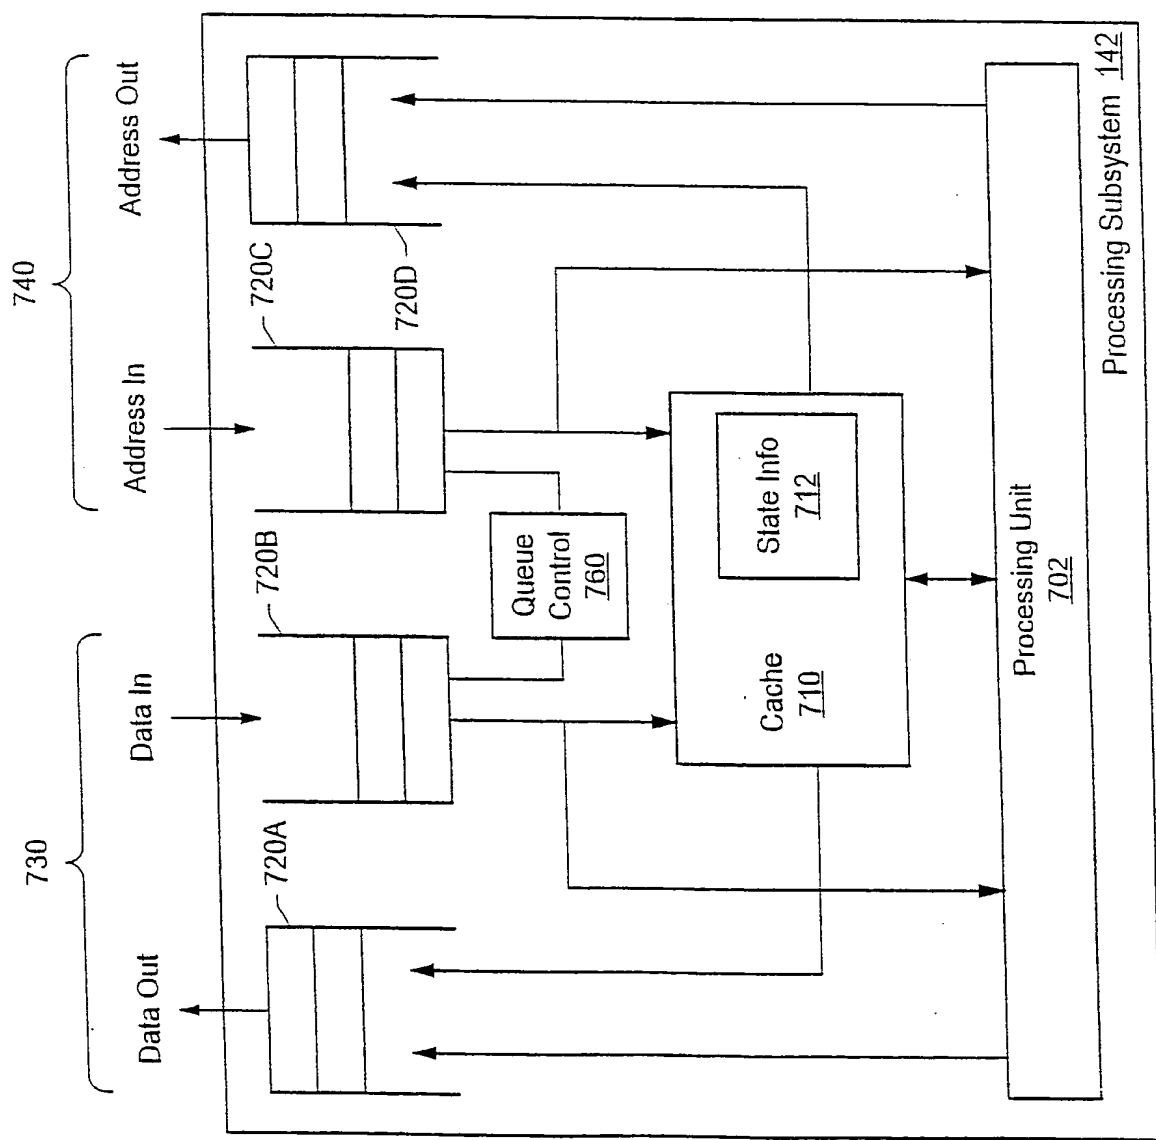 730
740
Data Out
Data In
Address In
Address Out
720A
720B
720C
720D
Queue
Control
760
Cache
710
State Info
712
Processing Unit
702
Processing Subsystem 142